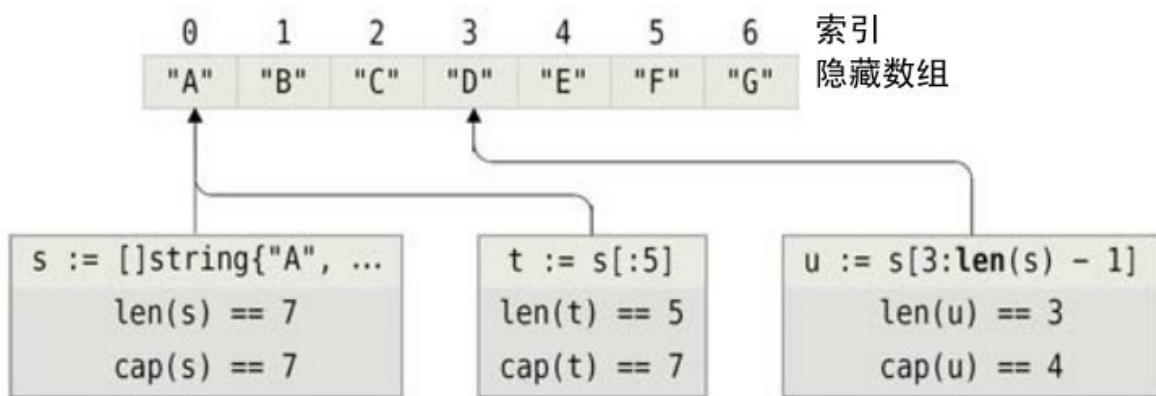 0 1 2 3 4 5 6 索引
"A" "B" "C" "D" "E" "F" "G" 隐藏数组
s := []string{"A", ...
len(s) == 7
cap(s) == 7
t := s[:5]
len(t) == 5
cap(t) == 7
u := s[3:len(s) - 1]
len(u) == 3
cap(u) == 4